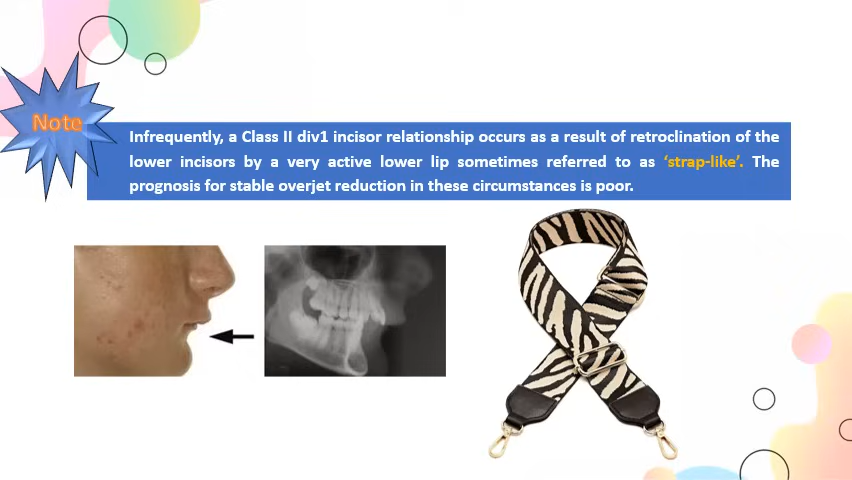 Note
Infrequently, a Class II div1 incisor relationship occurs as a result of retroclination of the
lower incisors by a very active lower lip sometimes referred to as ‘strap-like’. The
prognosis for stable overjet reduction in these circumstances is poor.